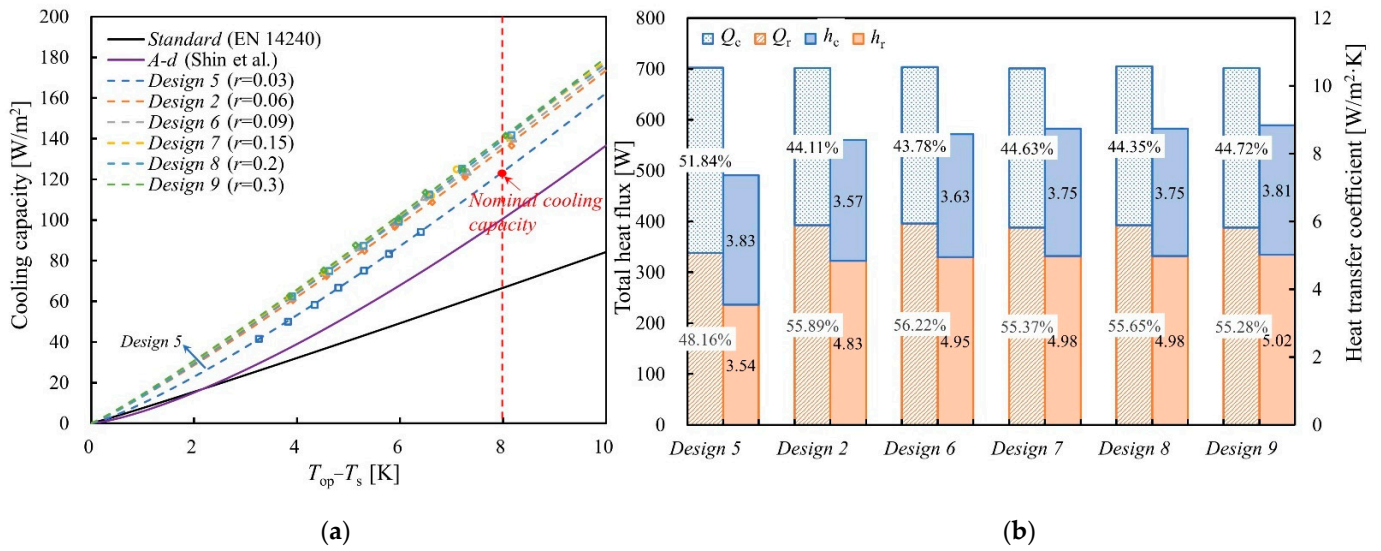 Cooling capacity [W/m²]
200
180
160
140
120
100
80
60
40
20
0
Standard (EN 14240)
A-d (Shin et al.)
Design 5 (r=0.03)
Design 2 (r=0.06)
Design 6 (r=0.09)
Design 7 (r=0.15)
Design 8 (r=0.2)
Design 9 (r=0.3)
Nominal cooling
capacity
Design 5
0 2 4 6 8 10
Top–Ts [K]
(a)
Total heat flux [W]
800
700
600
500
400
300
200
100
0
Qc Qr hc hr
51.84% 44.11% 43.78% 44.63% 44.35% 44.72%
3.83 3.57 3.63 3.75 3.75 3.81
48.16% 55.89% 56.22% 55.37% 55.65% 55.28%
3.54 4.83 4.95 4.98 4.98 5.02
Design 5 Design 2 Design 6 Design 7 Design 8 Design 9
12
10
8
6
4
2
0
Heat transfer coefficient [W/m²·K]
(b)